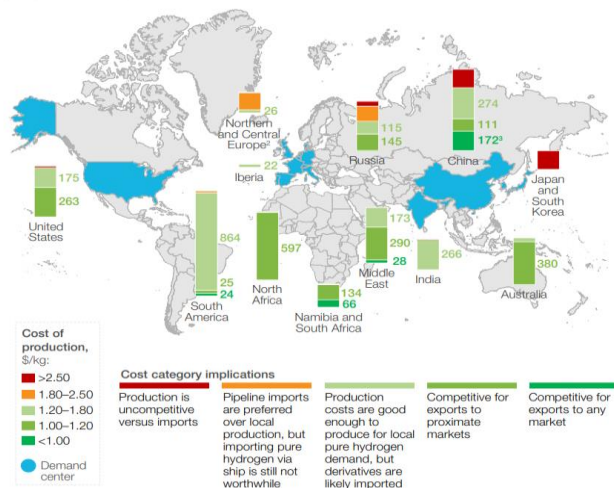 26
Northern
and Central
Europe²
22
Iberia
115
145
Russia
274
111
172³
China
Japan
and
South
Korea
175
263
United
States
864
25
24
South
America
597
North
Africa
134
66
Namibia and
South Africa
173
290
28
Middle
East
266
India
380
Australia
Cost of
production,
$/kg:
>2.50
1.80–2.50
1.20–1.80
1.00–1.20
<1.00
Demand
center
Cost category implications
Production is
uncompetitive
versus imports
Pipeline imports
are preferred
over local
production, but
importing pure
hydrogen via
ship is still not
worthwhile
Production
costs are good
enough to
produce for local
pure hydrogen
demand, but
derivatives are
likely imported
Competitive for
exports to
proximate
markets
Competitive for
exports to any
market